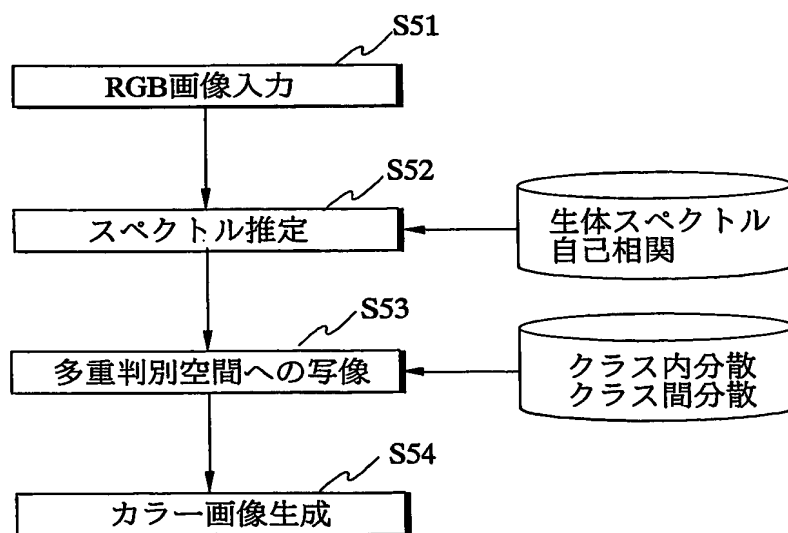 S51
RGB画像入力
S52
スペクトル推定
生体スペクトル
自己相関
S53
多重判別空間への写像
クラス内分散
クラス間分散
S54
カラー画像生成